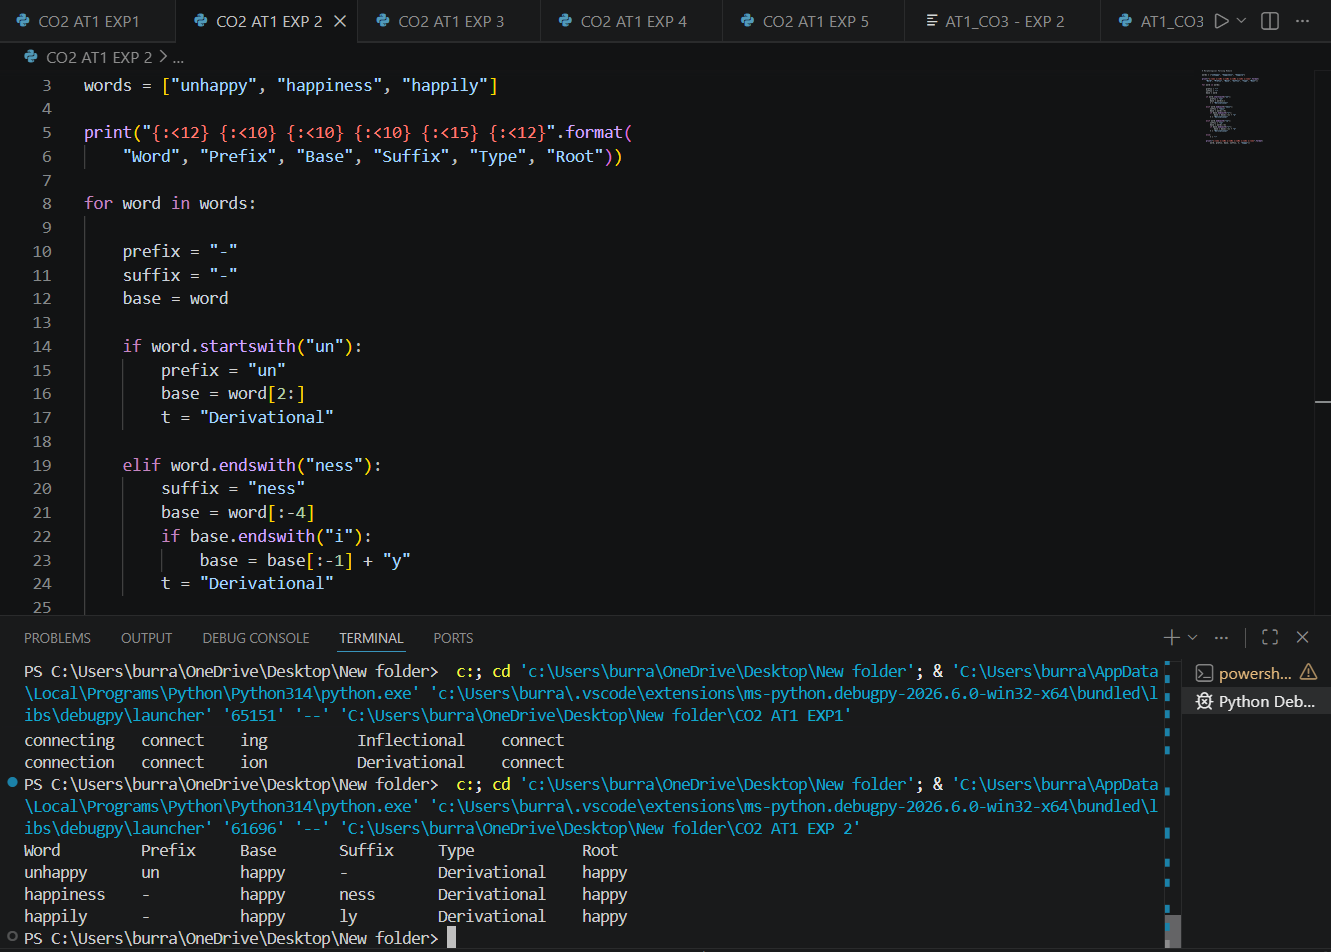 CO2 AT1 EXP1
CO2 AT1 EXP 2
CO2 AT1 EXP 3
CO2 AT1 EXP 4
CO2 AT1 EXP 5
AT1_CO3 - EXP 2
AT1_CO3
CO2 AT1 EXP 2 > ...
3 words = ["unhappy", "happiness", "happily"]
4
5 print("{:<12} {:<10} {:<10} {:<10} {:<15} {:<12}".format(
6 "Word", "Prefix", "Base", "Suffix", "Type", "Root"))
7
8 for word in words:
9
10 prefix = "-"
11 suffix = "-"
12 base = word
13
14 if word.startswith("un"):
15 prefix = "un"
16 base = word[2:]
17 t = "Derivational"
18
19 elif word.endswith("ness"):
20 suffix = "ness"
21 base = word[:-4]
22 if base.endswith("i"):
23 base = base[:-1] + "y"
24 t = "Derivational"
25
PROBLEMS OUTPUT DEBUG CONSOLE TERMINAL PORTS
PS C:\Users\burra\OneDrive\Desktop\New folder> c:; cd 'c:\Users\burra\OneDrive\Desktop\New folder'; & 'C:\Users\burra\AppData
\Local\Programs\Python\Python314\python.exe' 'c:\Users\burra\.vscode\extensions\ms-python.debugpy-2026.6.0-win32-x64\bundled\l
ibs\debugpy\launcher' '65151' '--' 'C:\Users\burra\OneDrive\Desktop\New folder\CO2 AT1 EXP1'
connecting connect ing Inflectional connect
connection connect ion Derivational connect
PS C:\Users\burra\OneDrive\Desktop\New folder> c:; cd 'c:\Users\burra\OneDrive\Desktop\New folder'; & 'C:\Users\burra\AppData
\Local\Programs\Python\Python314\python.exe' 'c:\Users\burra\.vscode\extensions\ms-python.debugpy-2026.6.0-win32-x64\bundled\l
ibs\debugpy\launcher' '61696' '--' 'C:\Users\burra\OneDrive\Desktop\New folder\CO2 AT1 EXP 2'
Word Prefix Base Suffix Type Root
unhappy un happy - Derivational happy
happiness - happy ness Derivational happy
happily - happy ly Derivational happy
PS C:\Users\burra\OneDrive\Desktop\New folder>
powersh...
Python Deb...